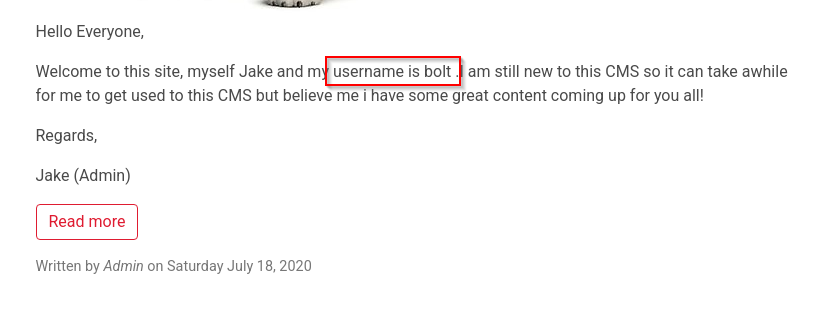 Hello Everyone,
Welcome to this site, myself Jake and my username is bolt .I am still new to this CMS so it can take awhile
for me to get used to this CMS but believe me i have some great content coming up for you all!
Regards,
Jake (Admin)
Read more
Written by Admin on Saturday July 18, 2020